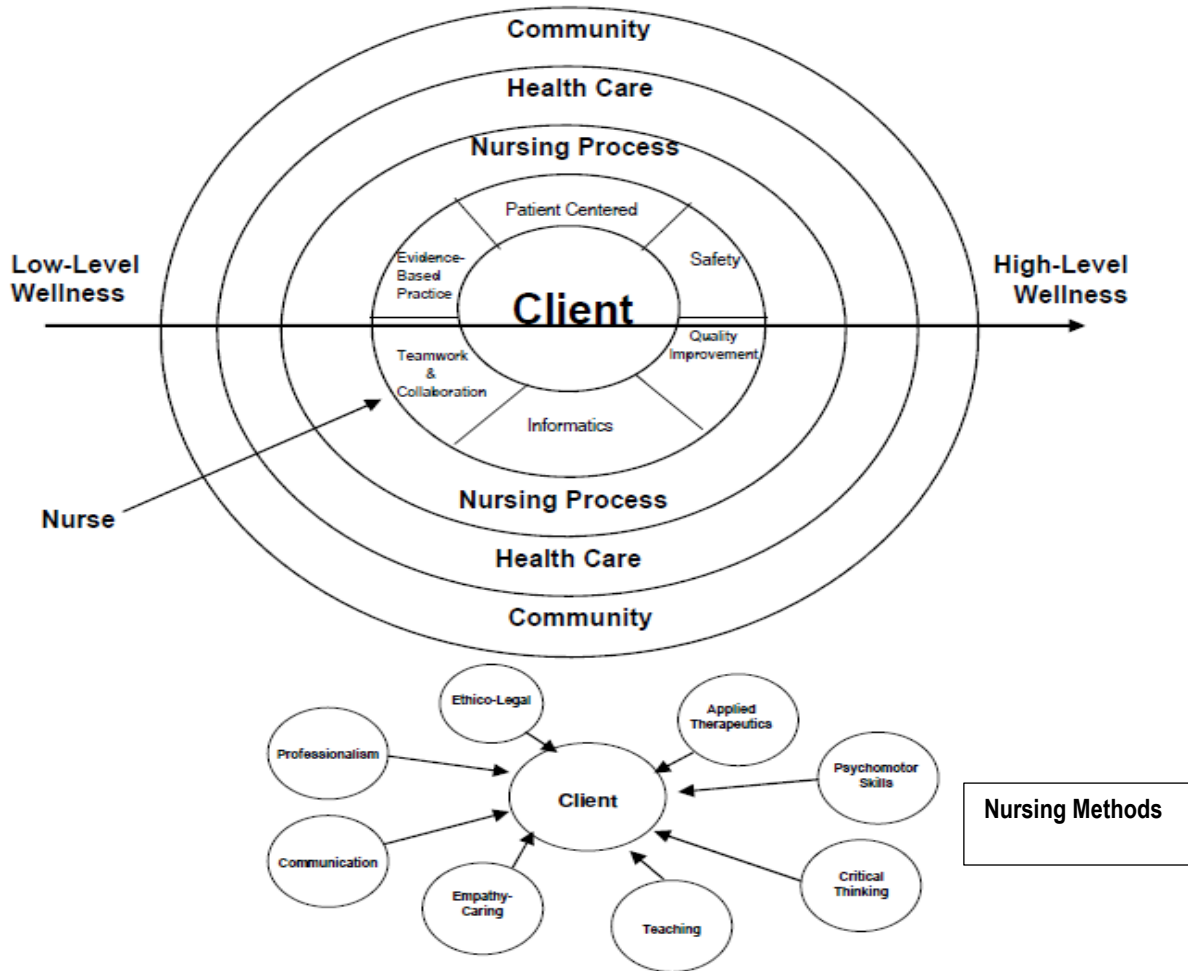 Community
Health Care
Nursing Process
Patient Centered
Evidence-
Based
Practice
Safety
Low-Level
Wellness
Client
High-Level
Wellness
Teamwork
&
Collaboration
Quality
Improvement
Informatics
Nurse
Nursing Process
Health Care
Community
Ethico-Legal
Applied
Therapeutics
Professionalism
Psychomotor
Skills
Client
Nursing Methods
Communication
Empathy-
Caring
Teaching
Critical
Thinking